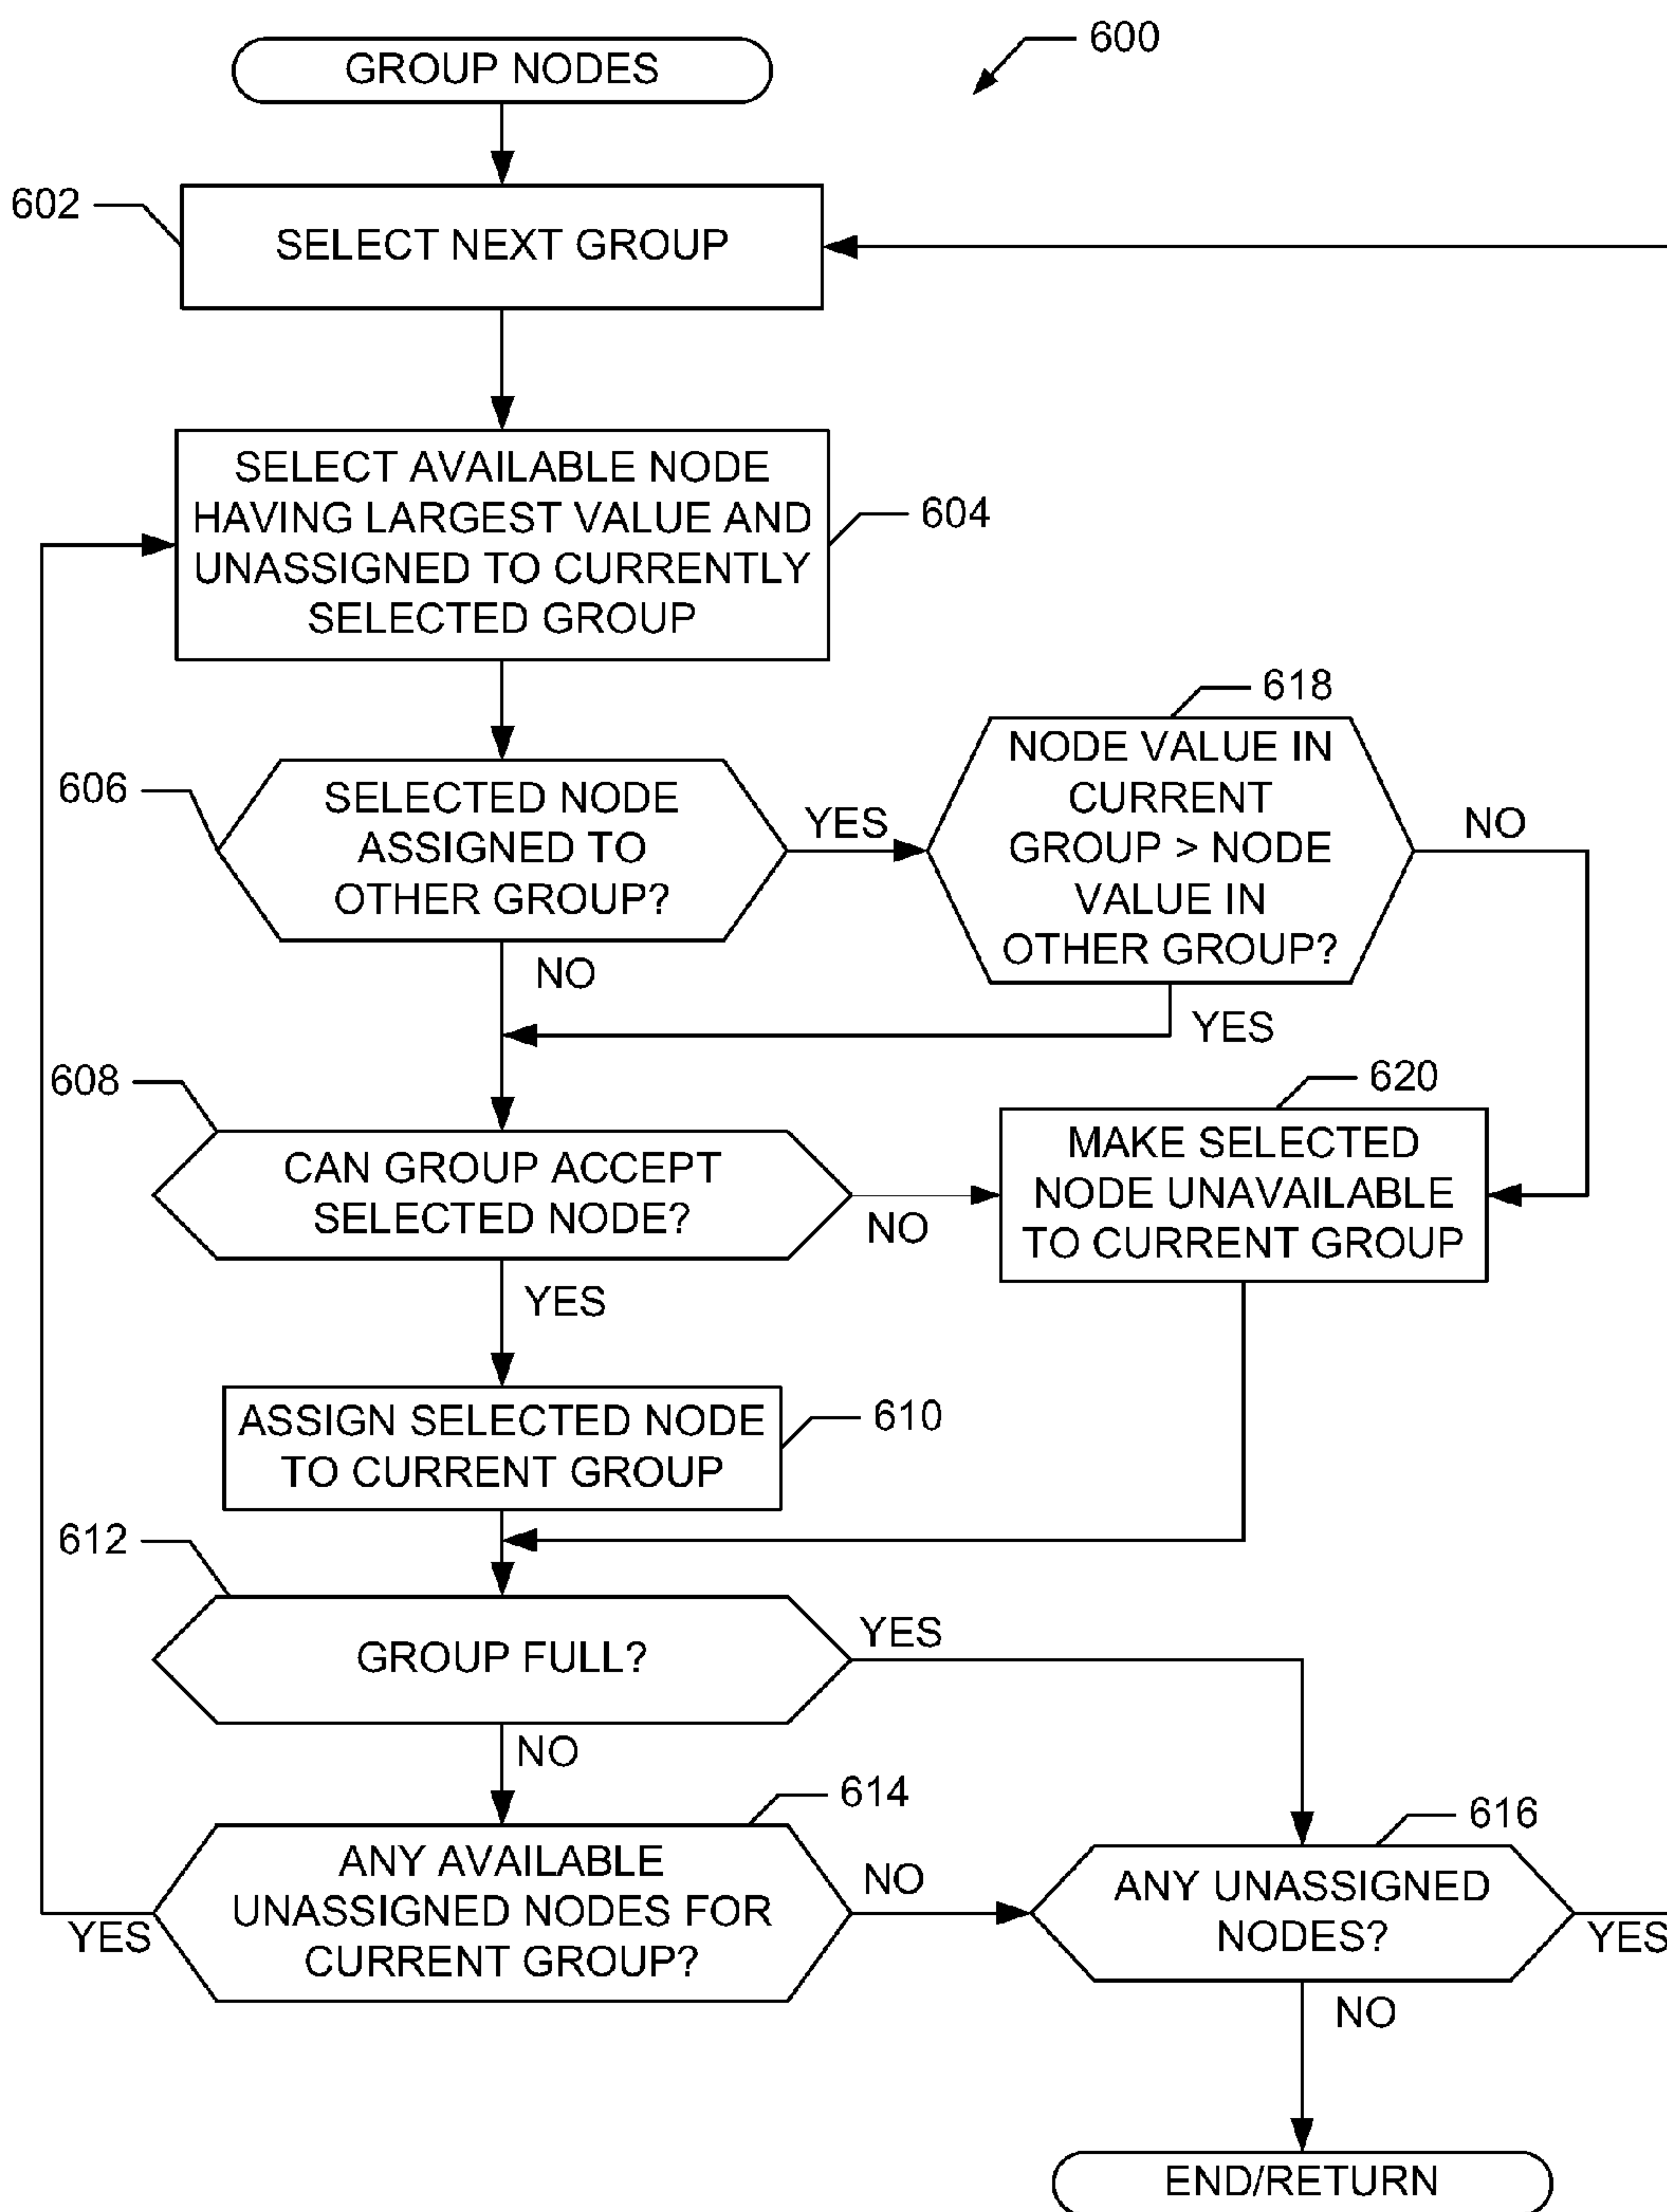 GROUP NODES
600
602
SELECT NEXT GROUP
SELECT AVAILABLE NODE
HAVING LARGEST VALUE AND
UNASSIGNED TO CURRENTLY
SELECTED GROUP
604
606
SELECTED NODE
ASSIGNED TO
OTHER GROUP?
YES
NO
618
NODE VALUE IN
CURRENT
GROUP > NODE
VALUE IN
OTHER GROUP?
NO
YES
608
CAN GROUP ACCEPT
SELECTED NODE?
NO
YES
620
MAKE SELECTED
NODE UNAVAILABLE
TO CURRENT GROUP
ASSIGN SELECTED NODE
TO CURRENT GROUP
610
612
GROUP FULL?
YES
NO
614
ANY AVAILABLE
UNASSIGNED NODES FOR
CURRENT GROUP?
YES
NO
616
ANY UNASSIGNED
NODES?
YES
NO
END/RETURN